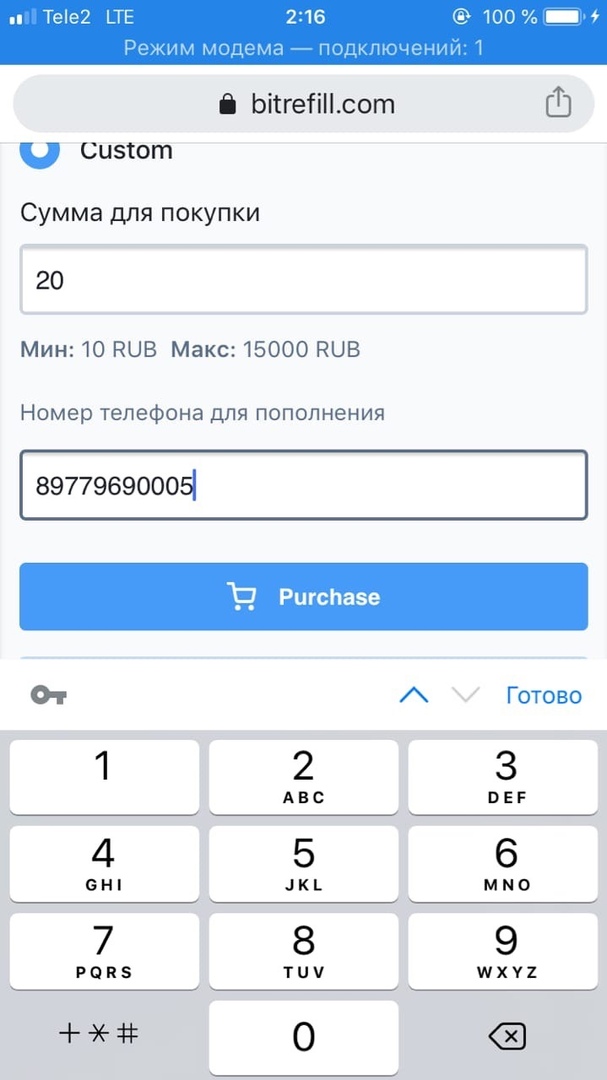 Tele2 LTE 2:16 100 %
Режим модема — подключений: 1
bitrefill.com
Custom
Сумма для покупки
20
Мин: 10 RUB Макс: 15000 RUB
Номер телефона для пополнения
89779690005
Purchase
Готово
1 2 3
ABC DEF
4 5 6
GHI JKL MNO
7 8 9
PQRS TUV WXYZ
+ * # 0